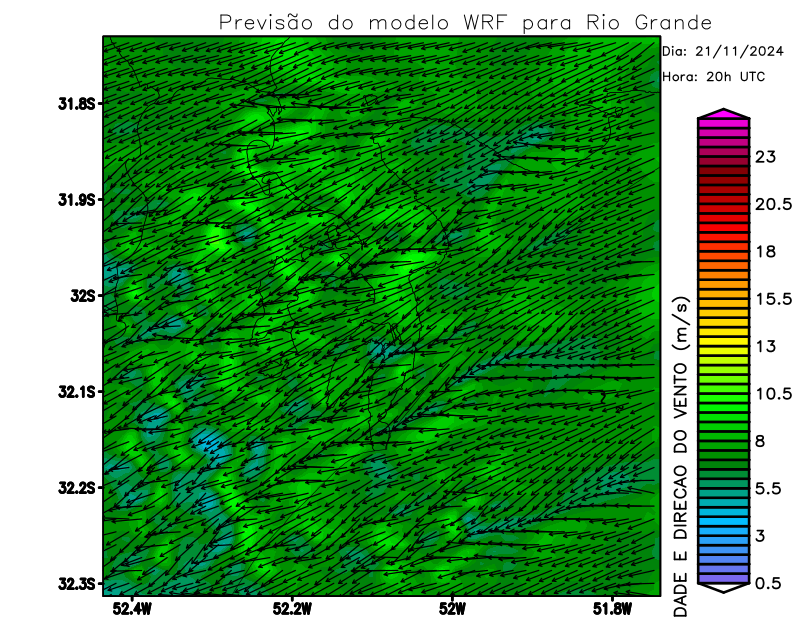 Previsão do modelo WRF para Rio Grande
Dia: 21/11/2024
Hora: 20h UTC
31.8S
31.9S
32S
32.1S
32.2S
32.3S
52.4W
52.2W
52W
51.8W
23
20.5
18
15.5
13
10.5
8
5.5
3
0.5
DADE E DIRECAO DO VENTO (m/s)